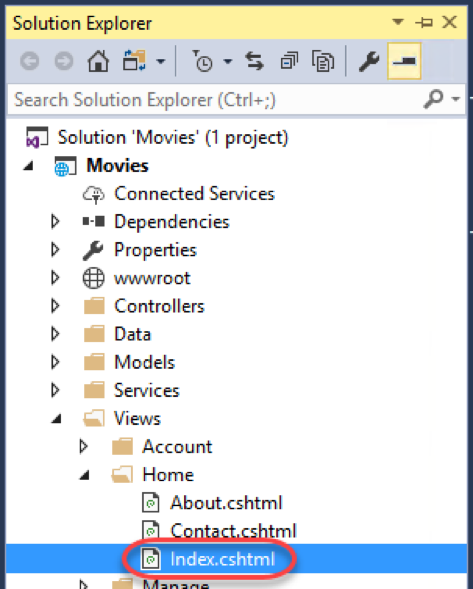 Solution Explorer
Search Solution Explorer (Ctrl+;)
Solution 'Movies' (1 project)
Movies
Connected Services
Dependencies
Properties
wwwroot
Controllers
Data
Models
Services
Views
Account
Home
About.cshtml
Contact.cshtml
Index.cshtml
Manage